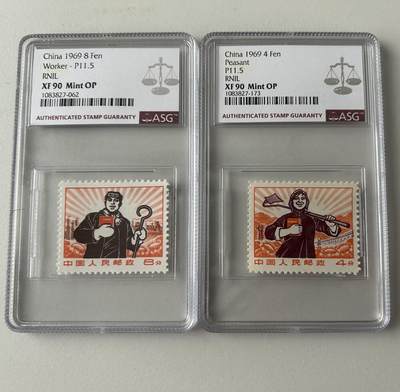 China 1969 8 Fen
Worker - P11.5
RNIL
XF 90 Mint OP
1083827-062
AUTHENTICATED STAMP GUARANTY
ASG
中国人民邮政
8分
China 1969 4 Fen
Peasant
P11.5
RNIL
XF 90 Mint OP
1083827-173
AUTHENTICATED STAMP GUARANTY
ASG
中国人民邮政
4分